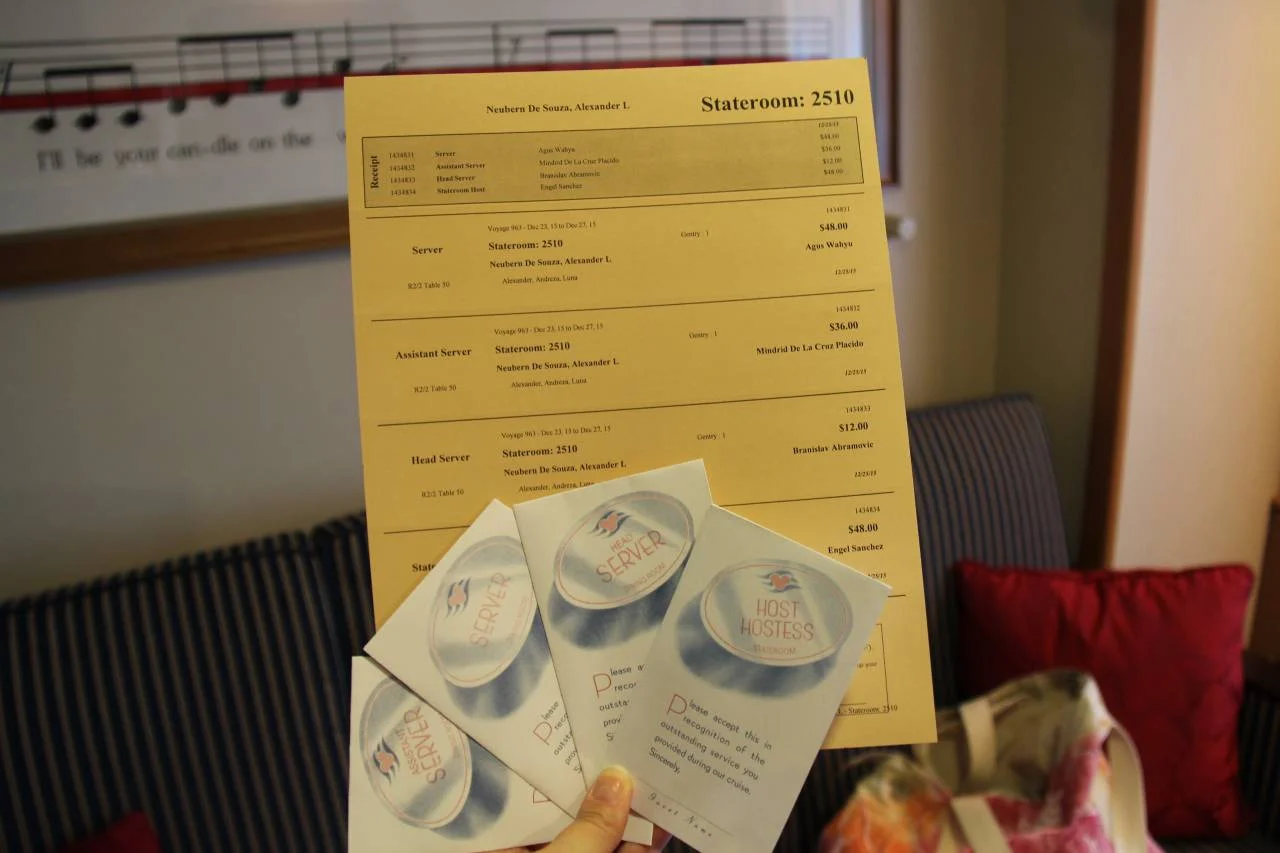 I'll be your can-dle on the
Neubern De Souza, Alexander L
Stateroom: 2510
Receipt
12/25/15
1434831 Server Agus Wahyu $48.00
1434832 Assistant Server Mindrid De La Cruz Placido $36.00
1434833 Head Server Branislav Abramovic $12.00
1434834 Stateroom Host Engel Sanchez $48.00
Voyage 963 - Dec 23, 15 to Dec 27, 15
1434831
Server
Stateroom: 2510
Gentry : 1
$48.00
Neubern De Souza, Alexander L
Agus Wahyu
R2/2 Table 50
Alexander, Andreza, Luna
12/25/15
Voyage 963 - Dec 23, 15 to Dec 27, 15
1434832
Assistant Server
Stateroom: 2510
Gentry : 1
$36.00
Neubern De Souza, Alexander L
Mindrid De La Cruz Placido
R2/2 Table 50
Alexander, Andreza, Luna
12/25/15
Voyage 963 - Dec 23, 15 to Dec 27, 15
1434833
Head Server
Stateroom: 2510
Gentry : 1
$12.00
Neubern De Souza, Alexander L
Branislav Abramovic
R2/2 Table 50
Alexander, Andreza, Luna
12/25/15
1434834
$48.00
Engel Sanchez
- Stateroom: 2510
ASSISTANT
SERVER
SERVER
Please
HEAD
SERVER
DINING ROOM
Please
HOST
HOSTESS
STATEROOM
Please accept this in
recognition of the
outstanding service you
provided during our cruise.
Sincerely,
Guest Name